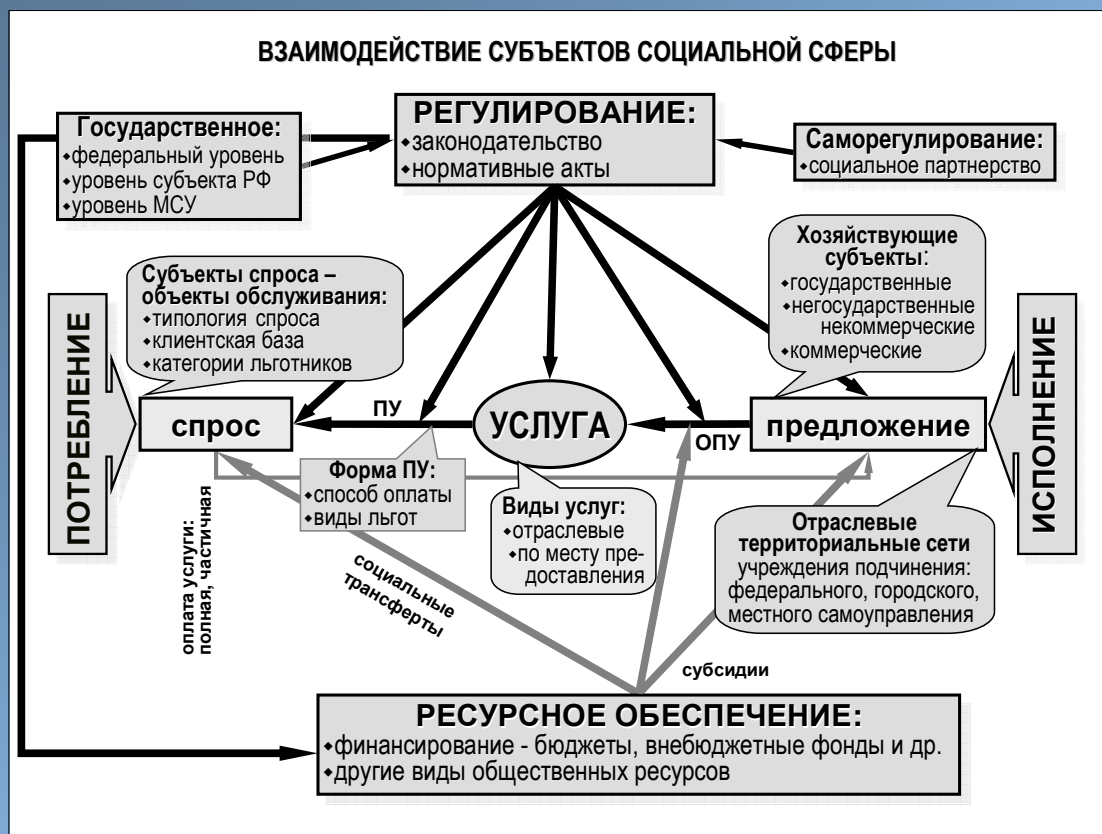 ВЗАИМОДЕЙСТВИЕ СУБЪЕКТОВ СОЦИАЛЬНОЙ СФЕРЫ
Государственное:
◆федеральный уровень
◆уровень субъекта РФ
◆уровень МСУ
РЕГУЛИРОВАНИЕ:
◆законодательство
◆нормативные акты
Саморегулирование:
◆социальное партнерство
Субъекты спроса –
объекты обслуживания:
◆типология спроса
◆клиентская база
◆категории льготников
Хозяйствующие
субъекты:
◆государственные
◆негосударственные
некоммерческие
◆коммерческие
ПОТРЕБЛЕНИЕ
спрос
ПУ
УСЛУГА
ОПУ
предложение
ИСПОЛНЕНИЕ
Форма ПУ:
◆способ оплаты
◆виды льгот
Виды услуг:
◆отраслевые
◆по месту пре-
доставления
Отраслевые
территориальные сети
учреждения подчинения:
федерального, городского,
местного самоуправления
оплата услуги:
полная, частичная
социальные
трансферты
субсидии
РЕСУРСНОЕ ОБЕСПЕЧЕНИЕ:
◆финансирование - бюджеты, внебюджетные фонды и др.
◆другие виды общественных ресурсов